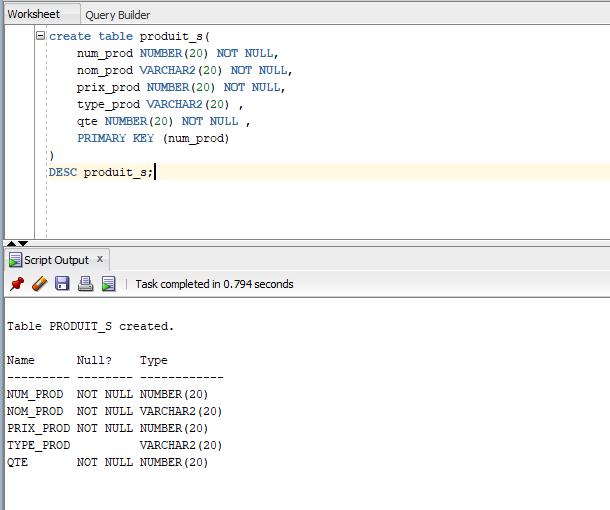 Worksheet Query Builder
create table produit_s(
    num_prod NUMBER(20) NOT NULL,
    nom_prod VARCHAR2(20) NOT NULL,
    prix_prod NUMBER(20) NOT NULL,
    type_prod VARCHAR2(20) ,
    qte NUMBER(20) NOT NULL ,
    PRIMARY KEY (num_prod)
)
DESC produit_s;
Script Output x
Task completed in 0.794 seconds
Table PRODUIT_S created.
Name      Null?    Type
--------- -------- ------------
NUM_PROD  NOT NULL NUMBER(20)
NOM_PROD  NOT NULL VARCHAR2(20)
PRIX_PROD NOT NULL NUMBER(20)
TYPE_PROD          VARCHAR2(20)
QTE       NOT NULL NUMBER(20)